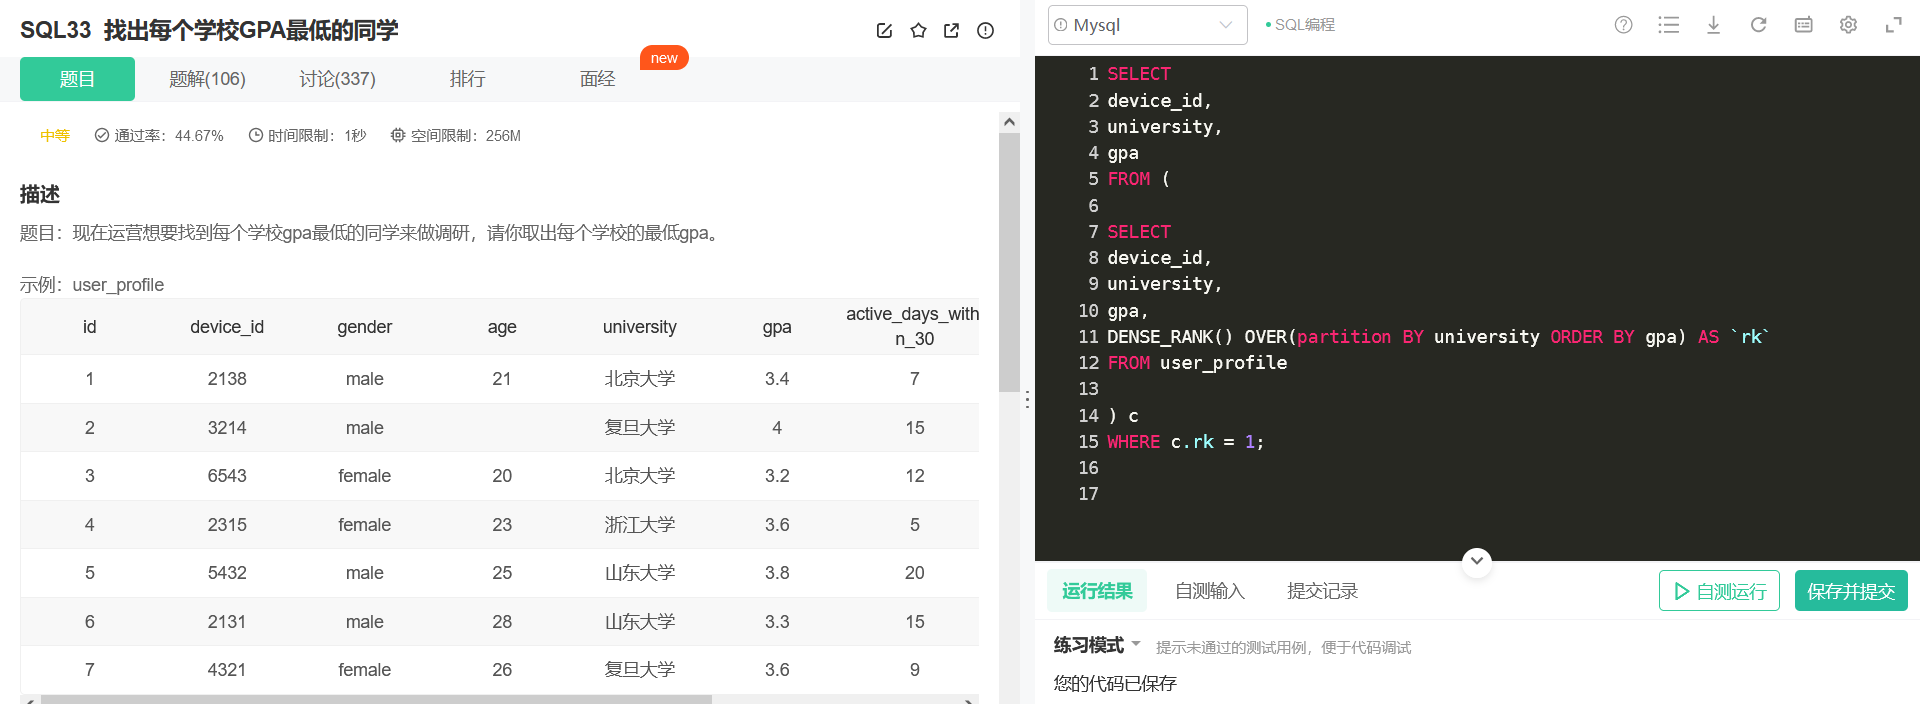 SQL33 找出每个学校GPA最低的同学
题目 题解(106) 讨论(337) 排行 面经 new
中等 通过率：44.67% 时间限制：1秒 空间限制：256M
描述
题目：现在运营想要找到每个学校gpa最低的同学来做调研，请你取出每个学校的最低gpa。
示例：user_profile
id device_id gender age university gpa active_days_with
n_30
1 2138 male 21 北京大学 3.4 7
2 3214 male 复旦大学 4 15
3 6543 female 20 北京大学 3.2 12
4 2315 female 23 浙江大学 3.6 5
5 5432 male 25 山东大学 3.8 20
6 2131 male 28 山东大学 3.3 15
7 4321 female 26 复旦大学 3.6 9
Mysql SQL编程
1 SELECT
2 device_id,
3 university,
4 gpa
5 FROM (
6
7 SELECT
8 device_id,
9 university,
10 gpa,
11 DENSE_RANK() OVER(partition BY university ORDER BY gpa) AS `rk`
12 FROM user_profile
13
14 ) c
15 WHERE c.rk = 1;
16
17
运行结果 自测输入 提交记录 自测运行 保存并提交
练习模式 提示未通过的测试用例，便于代码调试
您的代码已保存